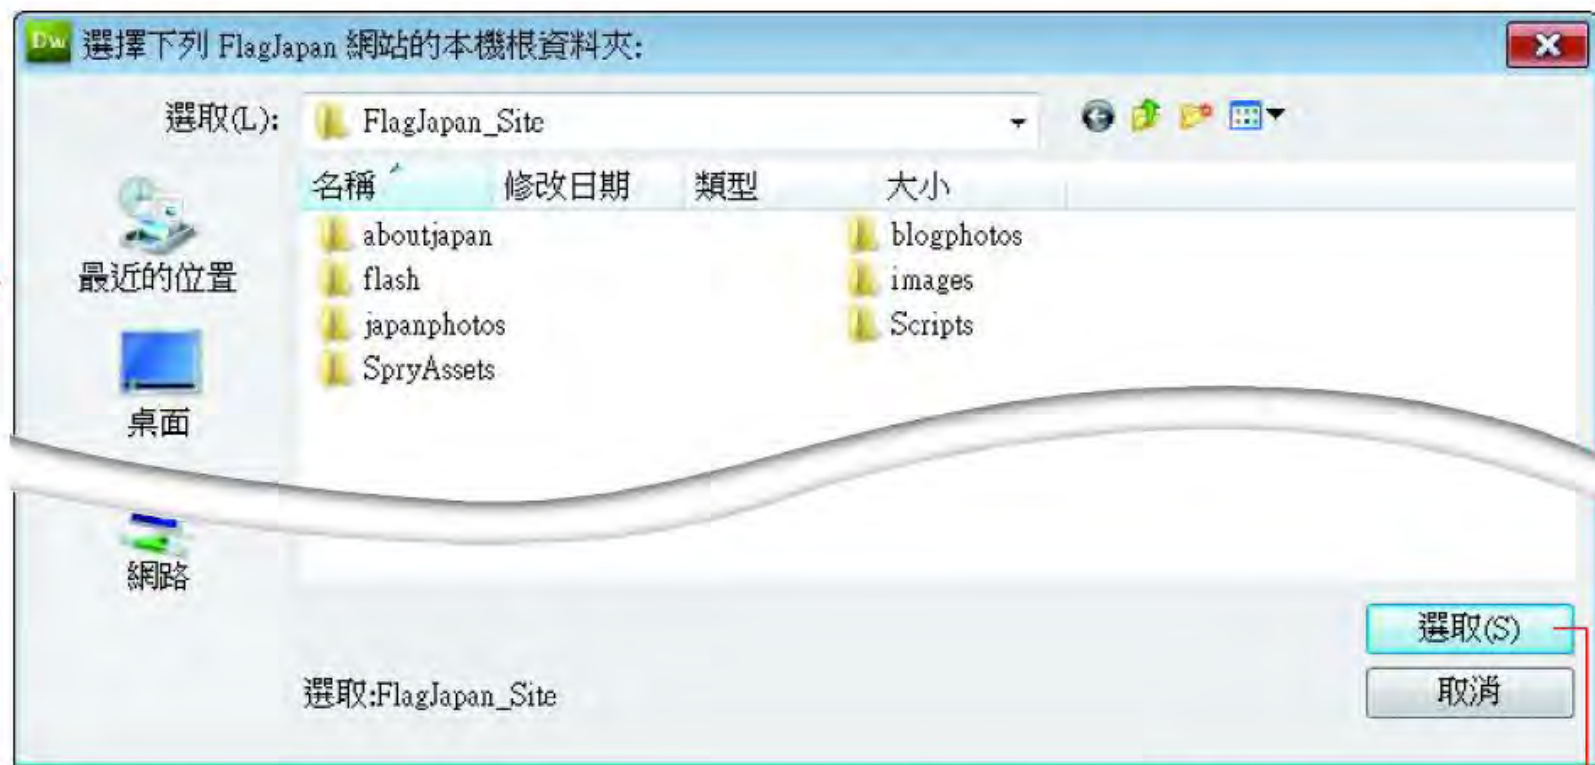 Dw 選擇下列 FlagJapan 網站的本機根資料夾:
選取(L): FlagJapan_Site
名稱 修改日期 類型 大小
aboutjapan blogphotos
flash images
japanphotos Scripts
SpryAssets
最近的位置
桌面
網路
選取(S)
選取:FlagJapan_Site
取消